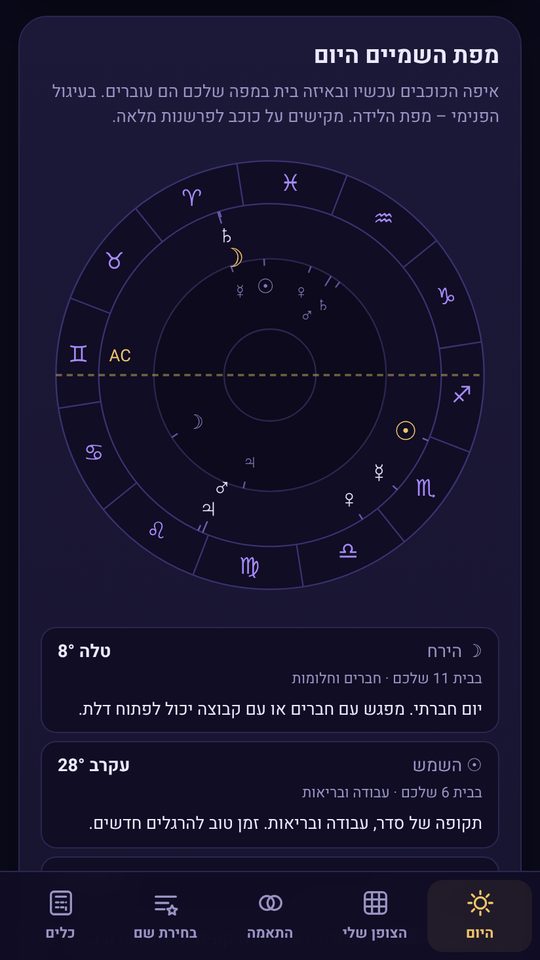 מפת השמיים היום
איפה הכוכבים עכשיו ובאיזה בית במפה שלכם הם עוברים. בעיגול
הפנימי – מפת הלידה. מקישים על כוכב לפרשנות מלאה.
♓
♈ ♒
♄
☽
♉ ♑
☿ ☉ ♀
♂ ♄
♊ AC
♐
☽
☉
♋ ♃ ☿
♂ ♏
♃ ♀
♌ ♎
♍
☽ הירח
טלה 8°
בבית 11 שלכם · חברים וחלומות
יום חברתי. מפגש עם חברים או עם קבוצה יכול לפתוח דלת.
☉ השמש
עקרב 28°
בבית 6 שלכם · עבודה ובריאות
תקופה של סדר, עבודה ובריאות. זמן טוב להרגלים חדשים.
היום
הצופן שלי
התאמה
בחירת שם
כלים